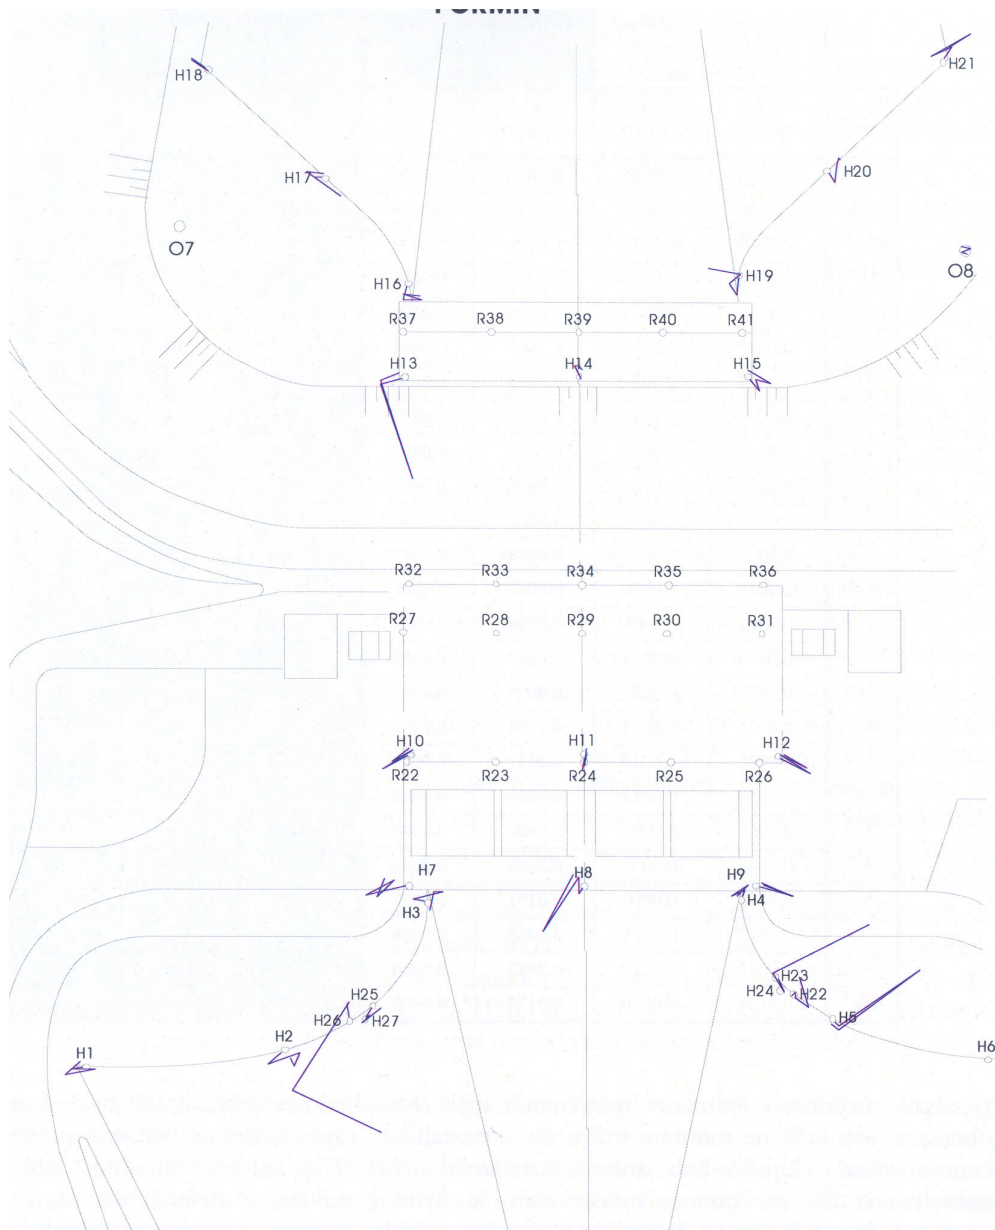 FORMIN
H18 H21
H17 H20
O7 O8
H16 H19
R37 R38 R39 R40 R41
H13 H14 H15
R32 R33 R34 R35 R36
R27 R28 R29 R30 R31
H10 H11 H12
R22 R23 R24 R25 R26
H7 H8 H9
H3 H4
H23
H24 H22
H25
H26 H27 H5
H2 H6
H1